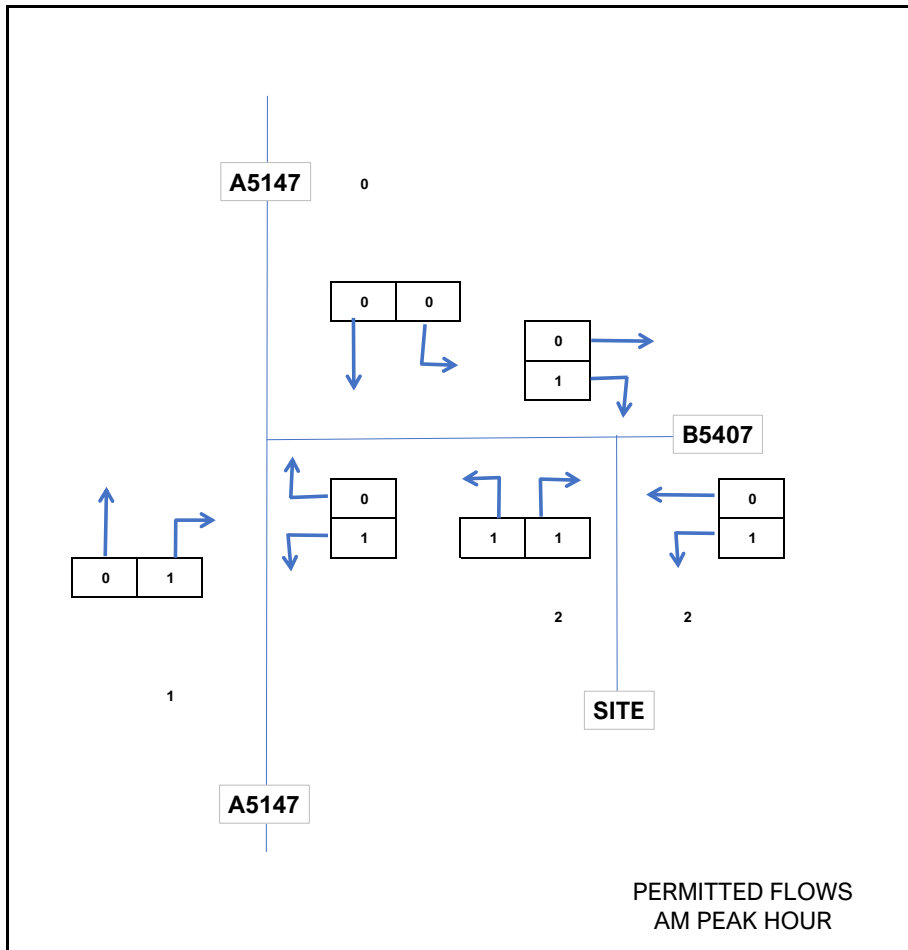 A5147 0
0 0
0
1
B5407
0
1
1 1
0
1
0 1
2 2
1
SITE
A5147
PERMITTED FLOWS
AM PEAK HOUR